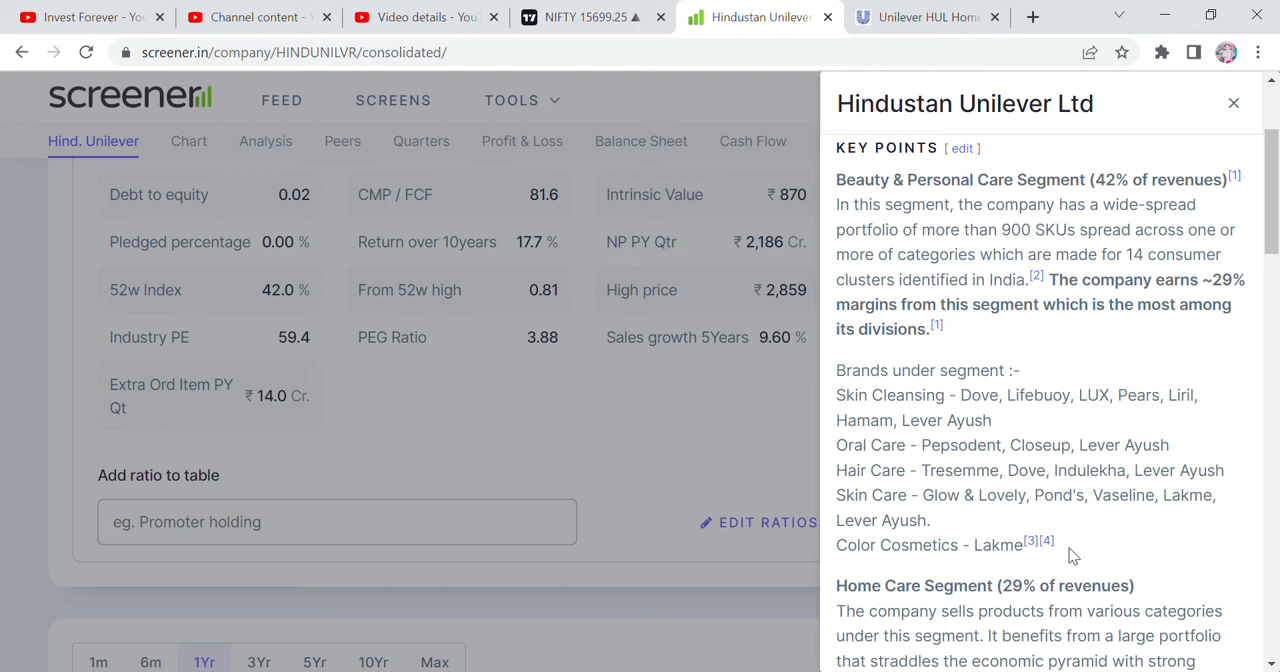 Invest Forever - You
Channel content -
Video details - YouT
NIFTY 15699.25 ▲
Hindustan Unilever
Unilever HUL Home
screener.in/company/HINDUNILVR/consolidated/
screener
FEED
SCREENS
TOOLS
Hind. Unilever
Chart
Analysis
Peers
Quarters
Profit & Loss
Balance Sheet
Cash Flow
Debt to equity 0.02
CMP / FCF 81.6
Intrinsic Value ₹ 870
Pledged percentage 0.00 %
Return over 10years 17.7 %
NP PY Qtr ₹ 2,186 Cr.
52w Index 42.0 %
From 52w high 0.81
High price ₹ 2,859
Industry PE 59.4
PEG Ratio 3.88
Sales growth 5Years 9.60 %
Extra Ord Item PY
Qt
₹ 14.0 Cr.
Add ratio to table
eg. Promoter holding
EDIT RATIOS
1m 6m 1Yr 3Yr 5Yr 10Yr Max
Hindustan Unilever Ltd
KEY POINTS [ edit ]
Beauty & Personal Care Segment (42% of revenues)[1]
In this segment, the company has a wide-spread
portfolio of more than 900 SKUs spread across one or
more of categories which are made for 14 consumer
clusters identified in India.[2] The company earns ~29%
margins from this segment which is the most among
its divisions.[1]
Brands under segment :-
Skin Cleansing - Dove, Lifebuoy, LUX, Pears, Liril,
Hamam, Lever Ayush
Oral Care - Pepsodent, Closeup, Lever Ayush
Hair Care - Tresemme, Dove, Indulekha, Lever Ayush
Skin Care - Glow & Lovely, Pond's, Vaseline, Lakme,
Lever Ayush.
Color Cosmetics - Lakme[3][4]
Home Care Segment (29% of revenues)
The company sells products from various categories
under this segment. It benefits from a large portfolio
that straddles the economic pyramid with strong